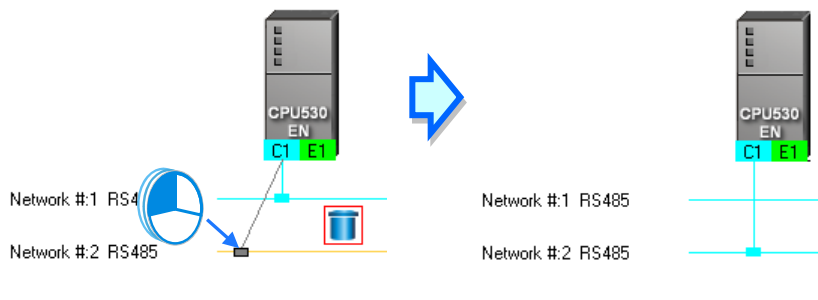 CPU530
EN
C1 E1
Network #:1 RS4
Network #:2 RS485
CPU530
EN
C1 E1
Network #:1 RS485
Network #:2 RS485